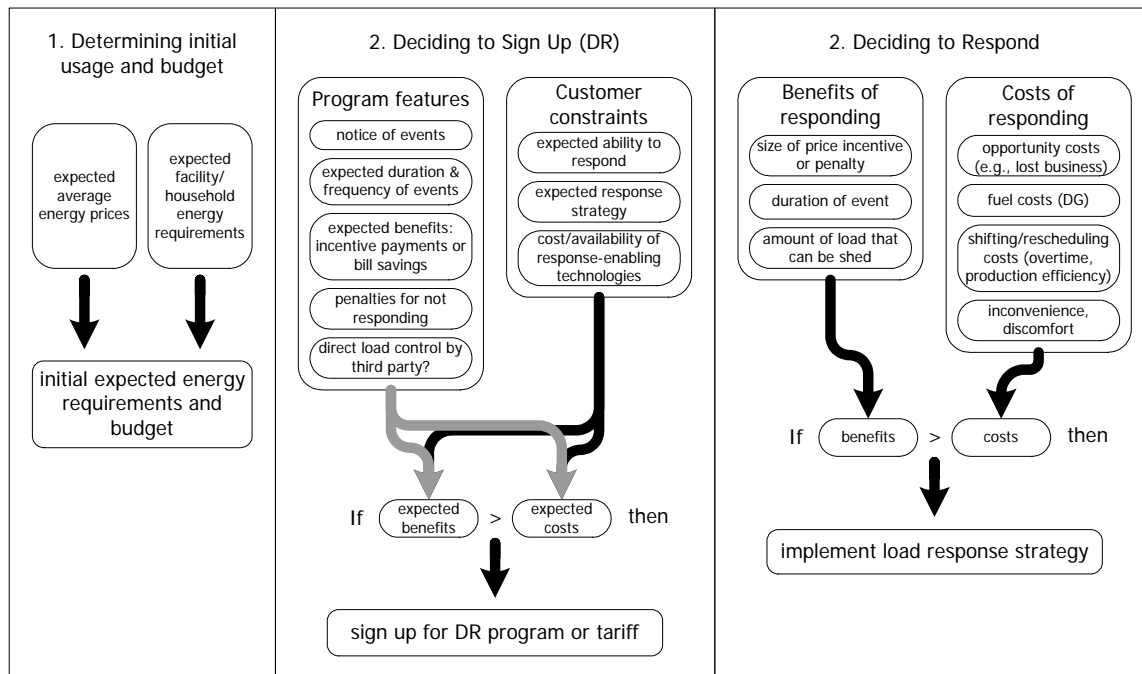 1. Determining initial
usage and budget
expected
average
energy prices
expected
facility/
household
energy
requirements
initial expected energy
requirements and
budget
2. Deciding to Sign Up (DR)
Program features
notice of events
expected duration &
frequency of events
expected benefits:
incentive payments or
bill savings
penalties for not
responding
direct load control by
third party?
Customer
constraints
expected ability to
respond
expected response
strategy
cost/availability of
response-enabling
technologies
If
expected
benefits
>
expected
costs
then
sign up for DR program or tariff
2. Deciding to Respond
Benefits of
responding
size of price incentive
or penalty
duration of event
amount of load that
can be shed
Costs of
responding
opportunity costs
(e.g., lost business)
fuel costs (DG)
shifting/rescheduling
costs (overtime,
production efficiency)
inconvenience,
discomfort
If
benefits
>
costs
then
implement load response strategy